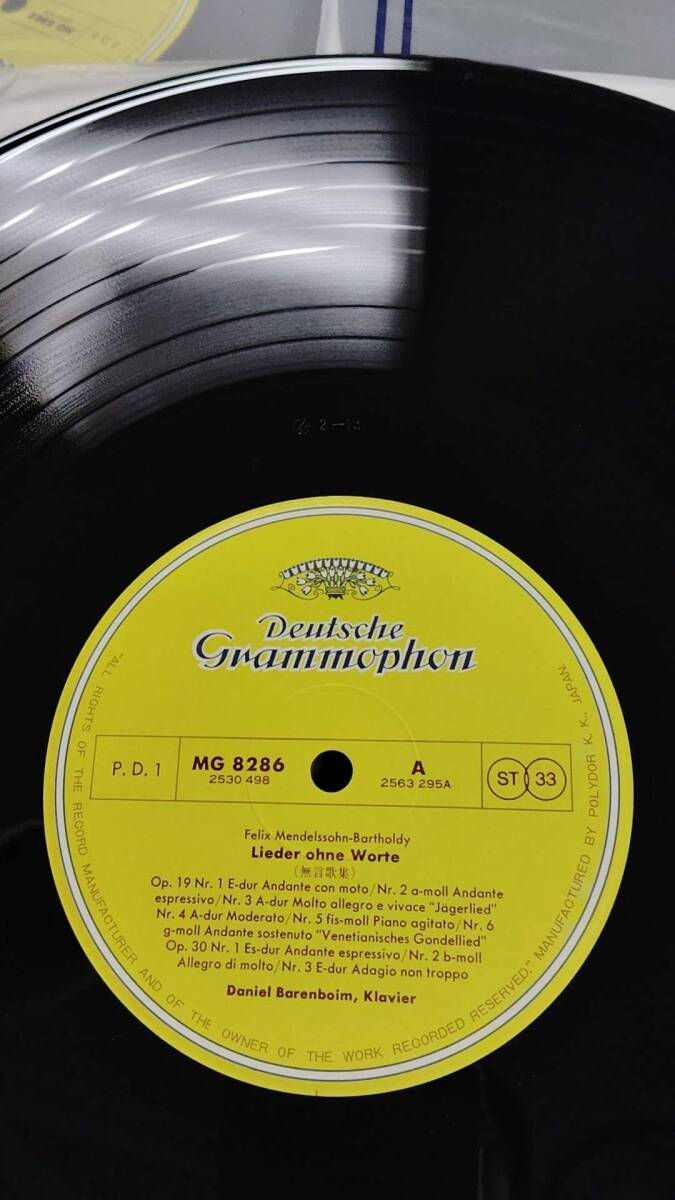 Deutsche
Grammophon
P. D. 1
MG 8286
2530 498
A
2563 295A
ST 33
Felix Mendelssohn-Bartholdy
Lieder ohne Worte
(無言歌集)
Op. 19 Nr. 1 E-dur Andante con moto/Nr. 2 a-moll Andante
espressivo/Nr. 3 A-dur Molto allegro e vivace "Jägerlied"
Nr. 4 A-dur Moderato/Nr. 5 fis-moll Piano agitato/Nr. 6
g-moll Andante sostenuto "Venetianisches Gondellied"
Op. 30 Nr. 1 Es-dur Andante espressivo/Nr. 2 b-moll
Allegro di molto/Nr. 3 E-dur Adagio non troppo
Daniel Barenboim, Klavier
"ALL RIGHTS OF THE RECORD MANUFACTURER AND OF THE OWNER OF THE WORK RECORDED RESERVED." MANUFACTURED BY POLYDOR K. K., JAPAN.